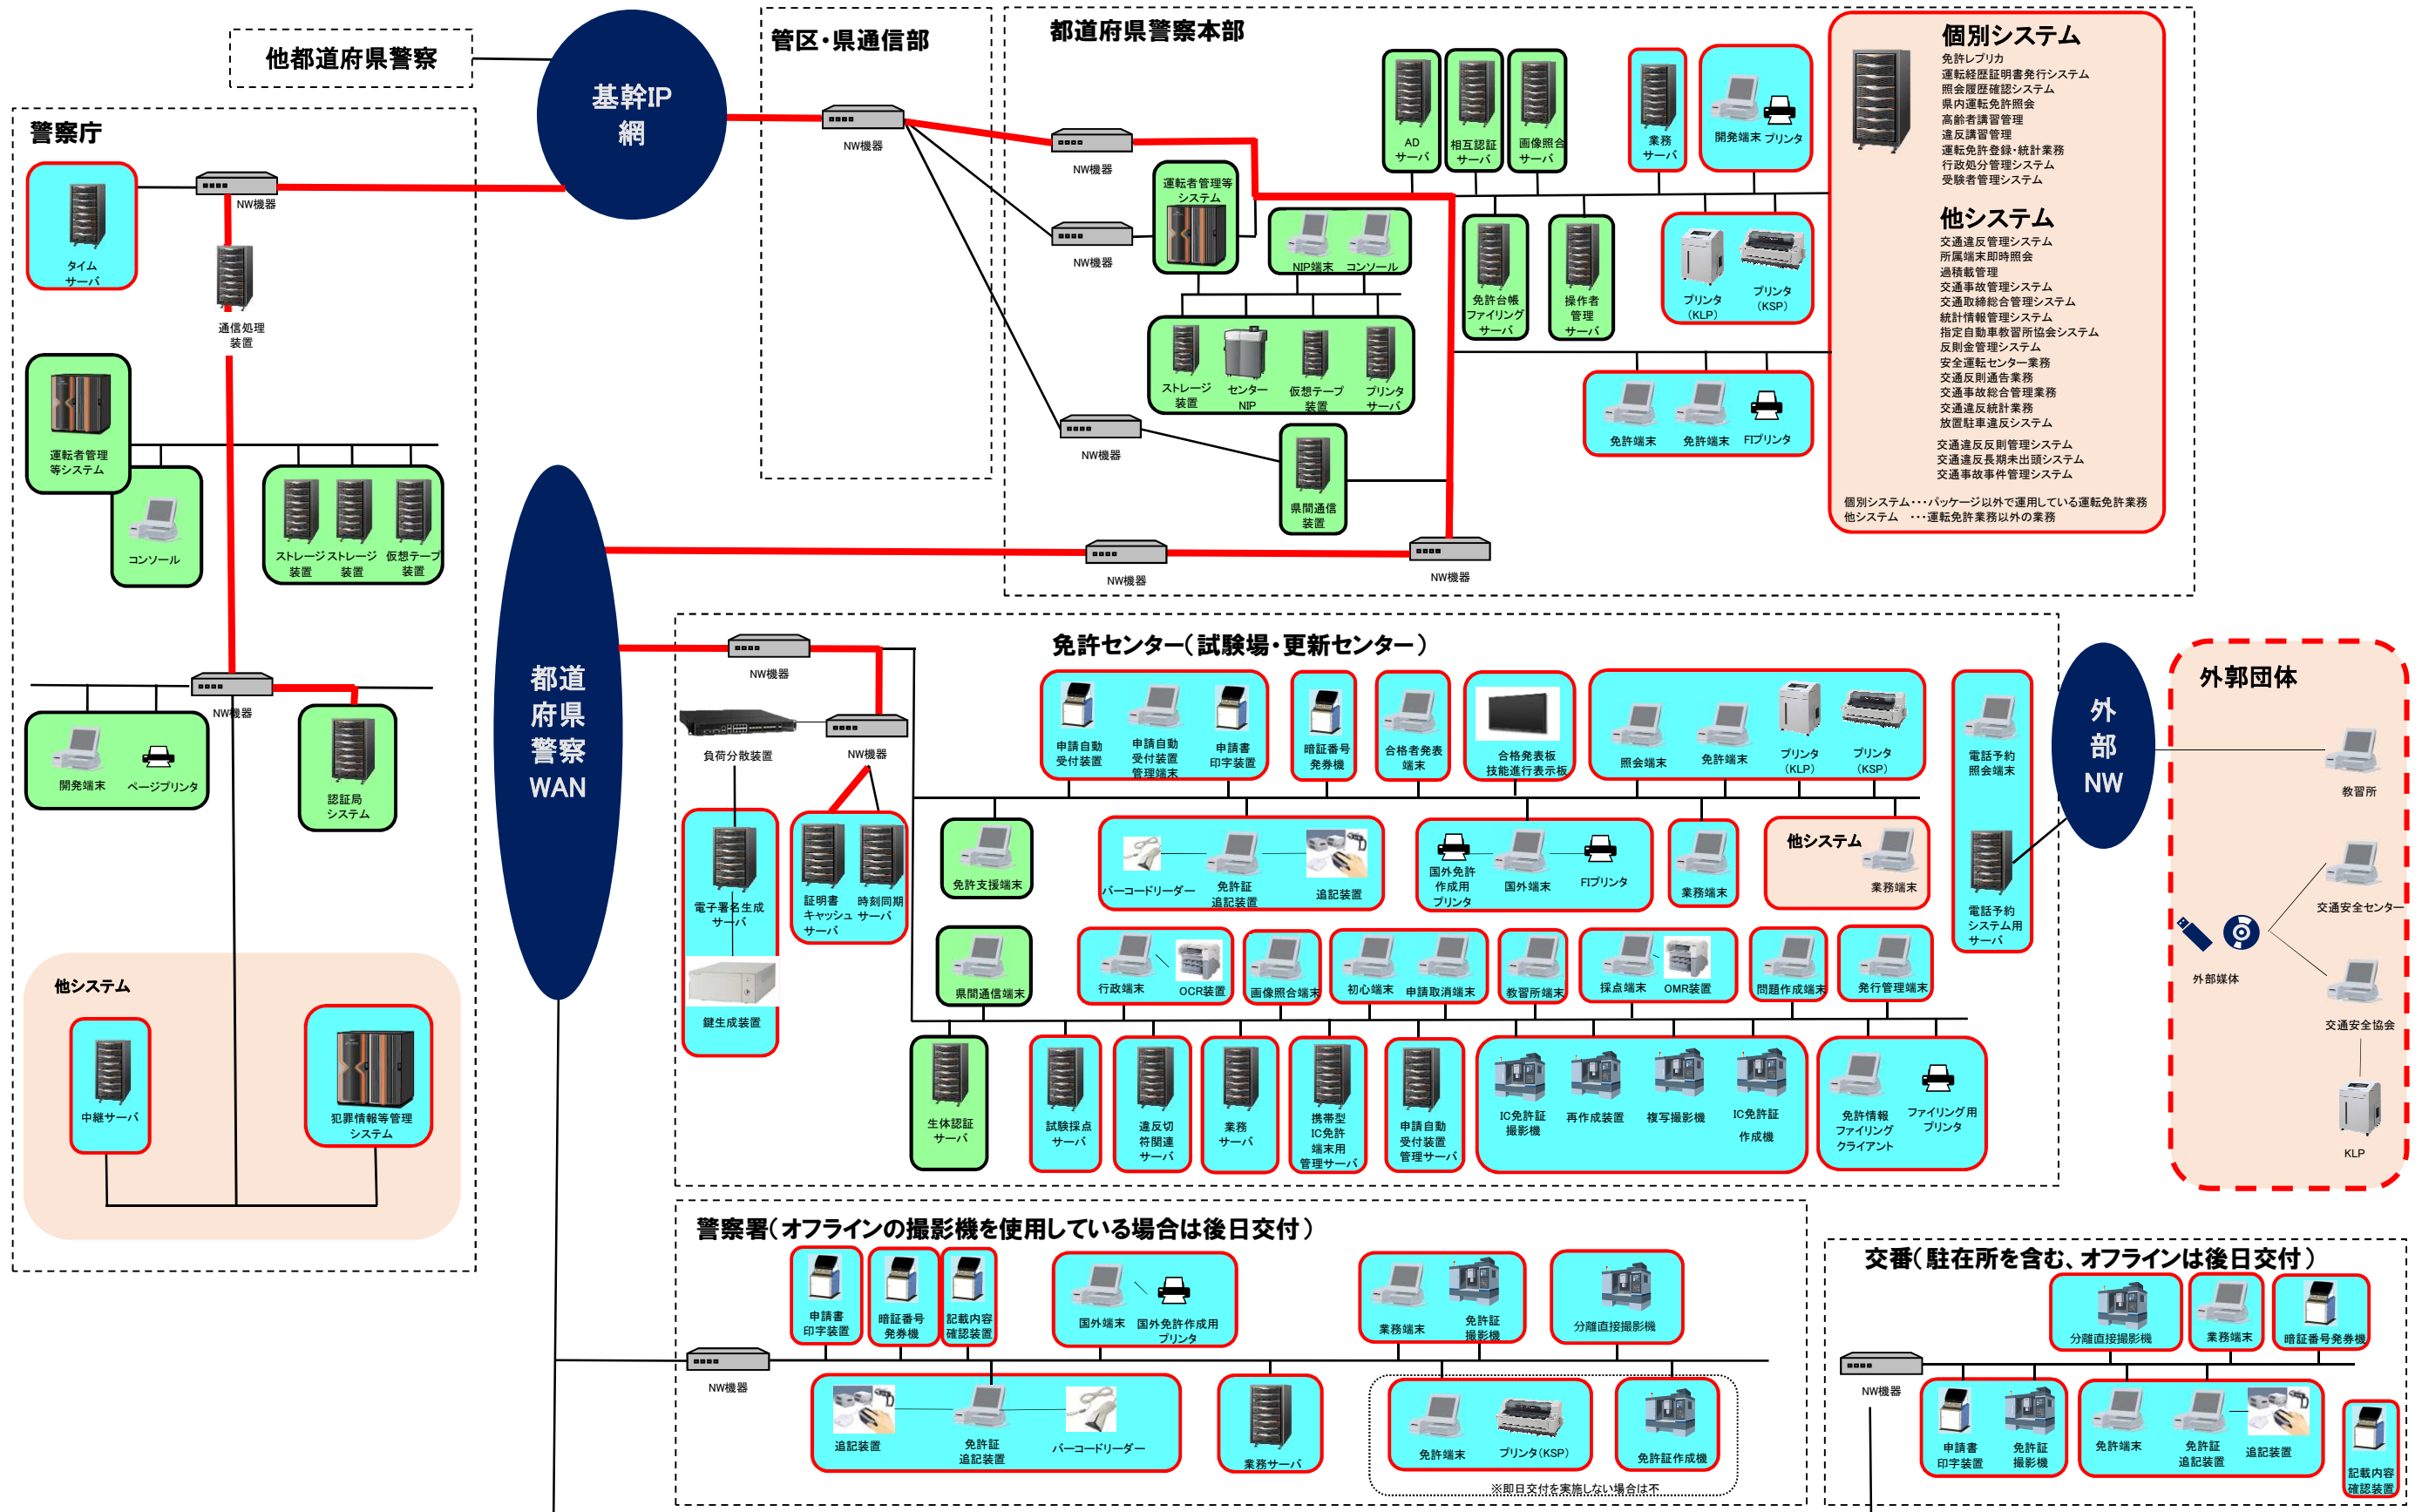 他都道府県警察
基幹IP
網
警察庁
タイム
サーバ
NW機器
通信処理
装置
運転者管理
等システム
コンソール
ストレージ
装置
ストレージ
装置
仮想テープ
装置
NW機器
開発端末
ページプリンタ
認証局
システム
他システム
中継サーバ
犯罪情報等管理
システム
都道
府県
警察
WAN
管区・県通信部
NW機器
都道府県警察本部
NW機器
NW機器
NW機器
運転者管理等
システム
NIP端末
コンソール
ストレージ
装置
センター
NIP
仮想テープ
装置
プリンタ
サーバ
県間通信
装置
NW機器
NW機器
AD
サーバ
相互認証
サーバ
画像照合
サーバ
業務
サーバ
開発端末
プリンタ
免許台帳
ファイリング
サーバ
操作者
管理
サーバ
プリンタ
(KLP)
プリンタ
(KSP)
免許端末
免許端末
FIプリンタ
個別システム
免許レプリカ
運転経歴証明書発行システム
照会履歴確認システム
県内運転免許照会
高齢者講習管理
違反講習管理
運転免許登録・統計業務
行政処分管理システム
受験者管理システム
他システム
交通違反管理システム
所属端末即時照会
過積載管理
交通事故管理システム
交通取締総合管理システム
統計情報管理システム
指定自動車教習所協会システム
反則金管理システム
安全運転センター業務
交通反則通告業務
交通事故総合管理業務
交通違反統計業務
放置駐車違反システム
交通違反反則管理システム
交通違反長期未出頭システム
交通事故事件管理システム
個別システム・・・パッケージ以外で運用している運転免許業務
他システム ・・・運転免許業務以外の業務
免許センター(試験場・更新センター)
NW機器
負荷分散装置
NW機器
電子署名生成
サーバ
鍵生成装置
証明書
キャッシュ
サーバ
時刻同期
サーバ
申請自動
受付装置
申請自動
受付装置
管理端末
申請書
印字装置
暗証番号
発券機
合格者発表
端末
合格発表板
技能進行表示板
照会端末
免許端末
プリンタ
(KLP)
プリンタ
(KSP)
電話予約
照会端末
電話予約
システム用
サーバ
免許支援端末
バーコードリーダー
免許証
追記装置
追記装置
国外免許
作成用
プリンタ
国外端末
FIプリンタ
業務端末
他システム
業務端末
県間通信端末
行政端末
OCR装置
画像照合端末
初心端末
申請取消端末
教習所端末
採点端末
OMR装置
問題作成端末
発行管理端末
生体認証
サーバ
試験採点
サーバ
違反切
符関連
サーバ
業務
サーバ
携帯型
IC免許
端末用
管理サーバ
申請自動
受付装置
管理サーバ
IC免許証
撮影機
再作成装置
複写撮影機
IC免許証
作成機
免許情報
ファイリング
クライアント
ファイリング用
プリンタ
外
部
NW
外郭団体
教習所
交通安全センター
外部媒体
交通安全協会
KLP
警察署(オフラインの撮影機を使用している場合は後日交付)
NW機器
申請書
印字装置
暗証番号
発券機
記載内容
確認装置
国外端末
国外免許作成用
プリンタ
業務端末
免許証
撮影機
分離直接撮影機
追記装置
免許証
追記装置
バーコードリーダー
業務サーバ
免許端末
プリンタ(KSP)
免許証作成機
※即日交付を実施しない場合は不
交番(駐在所を含む、オフラインは後日交付)
NW機器
分離直接撮影機
業務端末
暗証番号発券機
申請書
印字装置
免許証
撮影機
免許端末
免許証
追記装置
追記装置
記載内容
確認装置